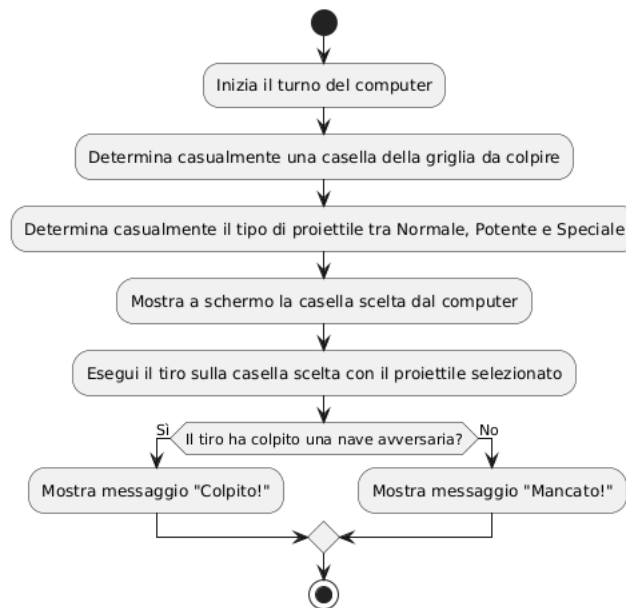 Inizia il turno del computer
Determina casualmente una casella della griglia da colpire
Determina casualmente il tipo di proiettile tra Normale, Potente e Speciale
Mostra a schermo la casella scelta dal computer
Esegui il tiro sulla casella scelta con il proiettile selezionato
Sì
Il tiro ha colpito una nave avversaria?
No
Mostra messaggio "Colpito!"
Mostra messaggio "Mancato!"